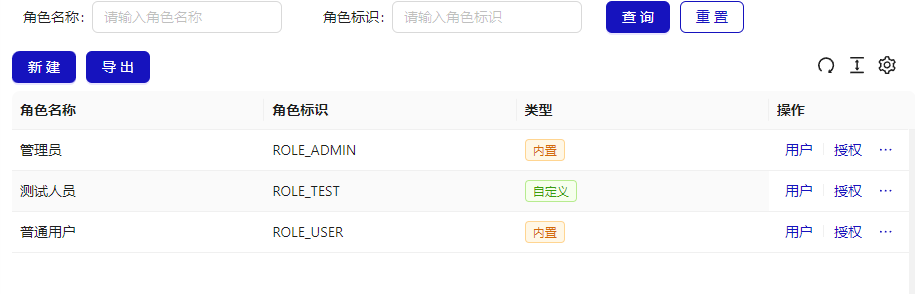 角色名称: 请输入角色名称 角色标识: 请输入角色标识 查 询 重 置
新 建 导 出
角色名称 角色标识 类型 操作
管理员 ROLE_ADMIN 内置 用户 授权 ···
测试人员 ROLE_TEST 自定义 用户 授权 ···
普通用户 ROLE_USER 内置 用户 授权 ···